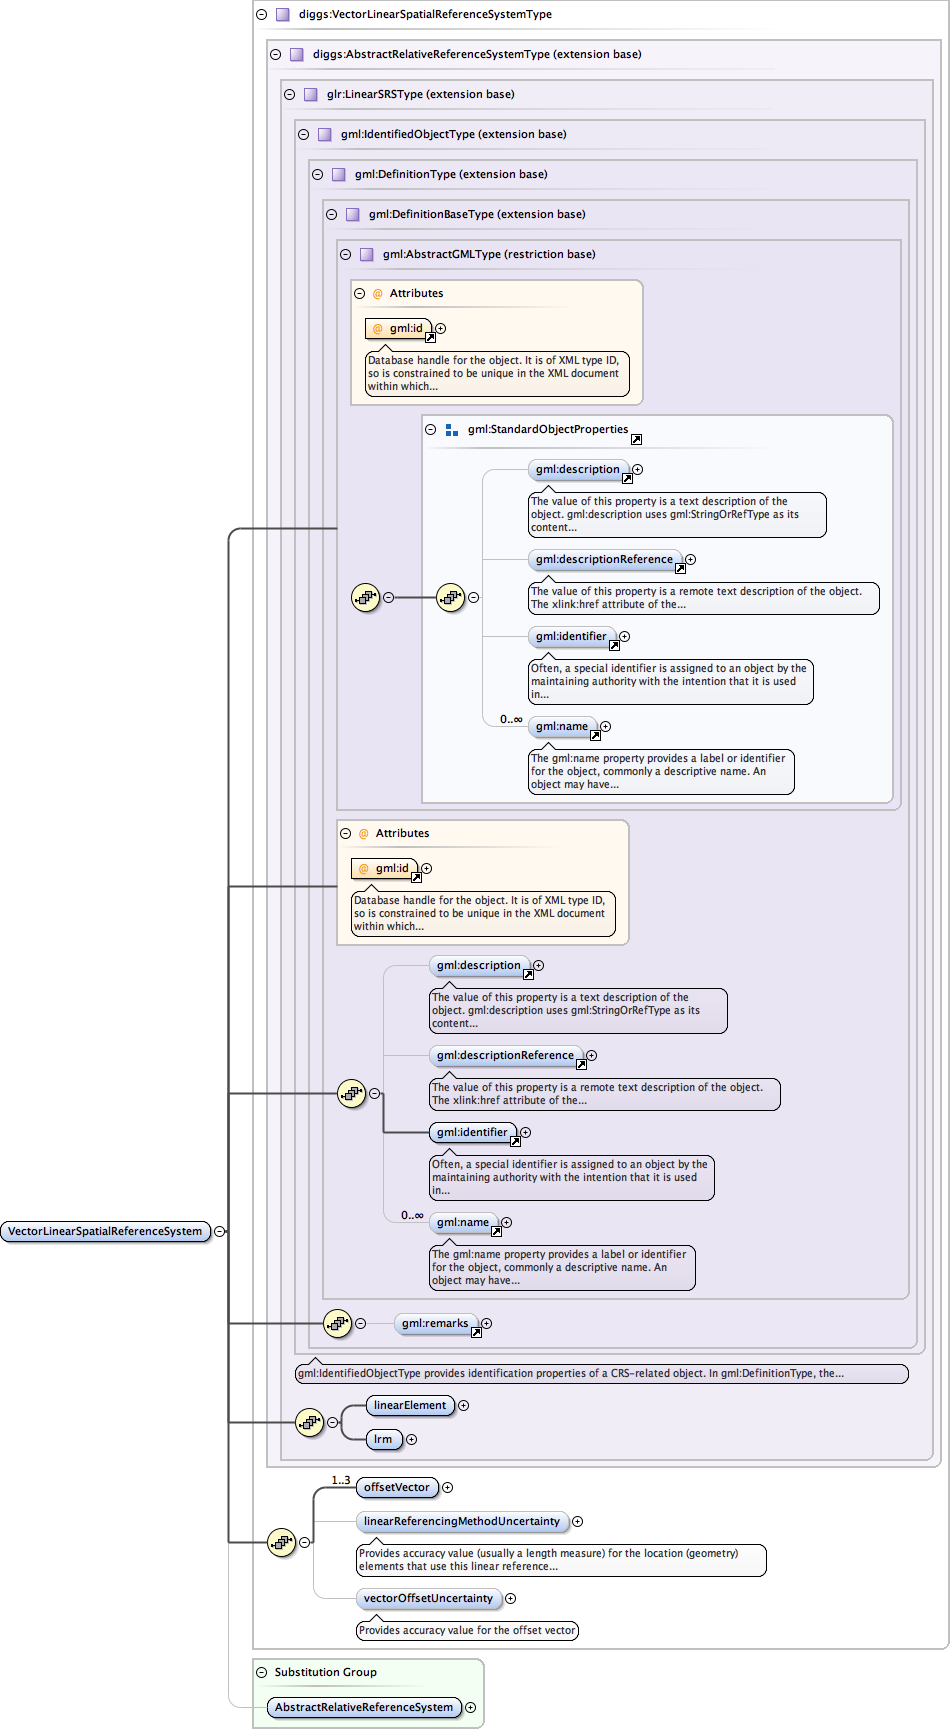 diggs:VectorLinearSpatialReferenceSystemType
diggs:AbstractRelativeReferenceSystemType (extension base)
glr:LinearSRSType (extension base)
gml:IdentifiedObjectType (extension base)
gml:DefinitionType (extension base)
gml:DefinitionBaseType (extension base)
gml:AbstractGMLType (restriction base)
@ Attributes
@ gml:id
Database handle for the object. It is of XML type ID,
so is constrained to be unique in the XML document
within which...
gml:StandardObjectProperties
gml:description
The value of this property is a text description of the
object. gml:description uses gml:StringOrRefType as its
content...
gml:descriptionReference
The value of this property is a remote text description of the object.
The xlink:href attribute of the...
gml:identifier
Often, a special identifier is assigned to an object by the
maintaining authority with the intention that it is used
in...
0..∞
gml:name
The gml:name property provides a label or identifier
for the object, commonly a descriptive name. An
object may have...
@ Attributes
@ gml:id
Database handle for the object. It is of XML type ID,
so is constrained to be unique in the XML document
within which...
gml:description
The value of this property is a text description of the
object. gml:description uses gml:StringOrRefType as its
content...
gml:descriptionReference
The value of this property is a remote text description of the object.
The xlink:href attribute of the...
gml:identifier
Often, a special identifier is assigned to an object by the
maintaining authority with the intention that it is used
in...
0..∞
gml:name
The gml:name property provides a label or identifier
for the object, commonly a descriptive name. An
object may have...
VectorLinearSpatialReferenceSystem
gml:remarks
gml:IdentifiedObjectType provides identification properties of a CRS-related object. In gml:DefinitionType, the...
linearElement
lrm
1..3
offsetVector
linearReferencingMethodUncertainty
Provides accuracy value (usually a length measure) for the location (geometry)
elements that use this linear reference...
vectorOffsetUncertainty
Provides accuracy value for the offset vector
Substitution Group
AbstractRelativeReferenceSystem